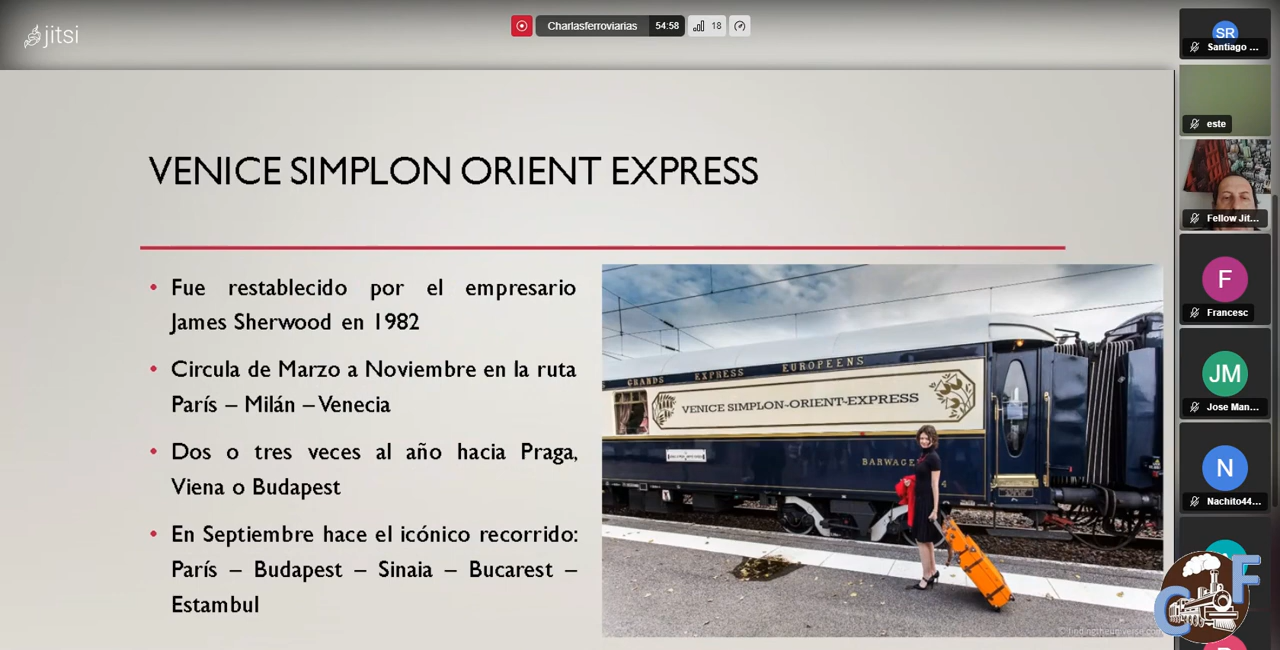 jitsi
Charlasferroviarias 54:58 18
SR
Santiago ...
este
Fellow Jit...
F
Francesc
JM
Jose Man...
N
Nachito44...
VENICE SIMPLON ORIENT EXPRESS
• Fue restablecido por el empresario
James Sherwood en 1982
• Circula de Marzo a Noviembre en la ruta
París – Milán – Venecia
• Dos o tres veces al año hacia Praga,
Viena o Budapest
• En Septiembre hace el icónico recorrido:
París – Budapest – Sinaia – Bucarest –
Estambul
GRANDS EXPRESS EUROPEENS
VENICE SIMPLON-ORIENT-EXPRESS
© findingtheuniverse.com
C F